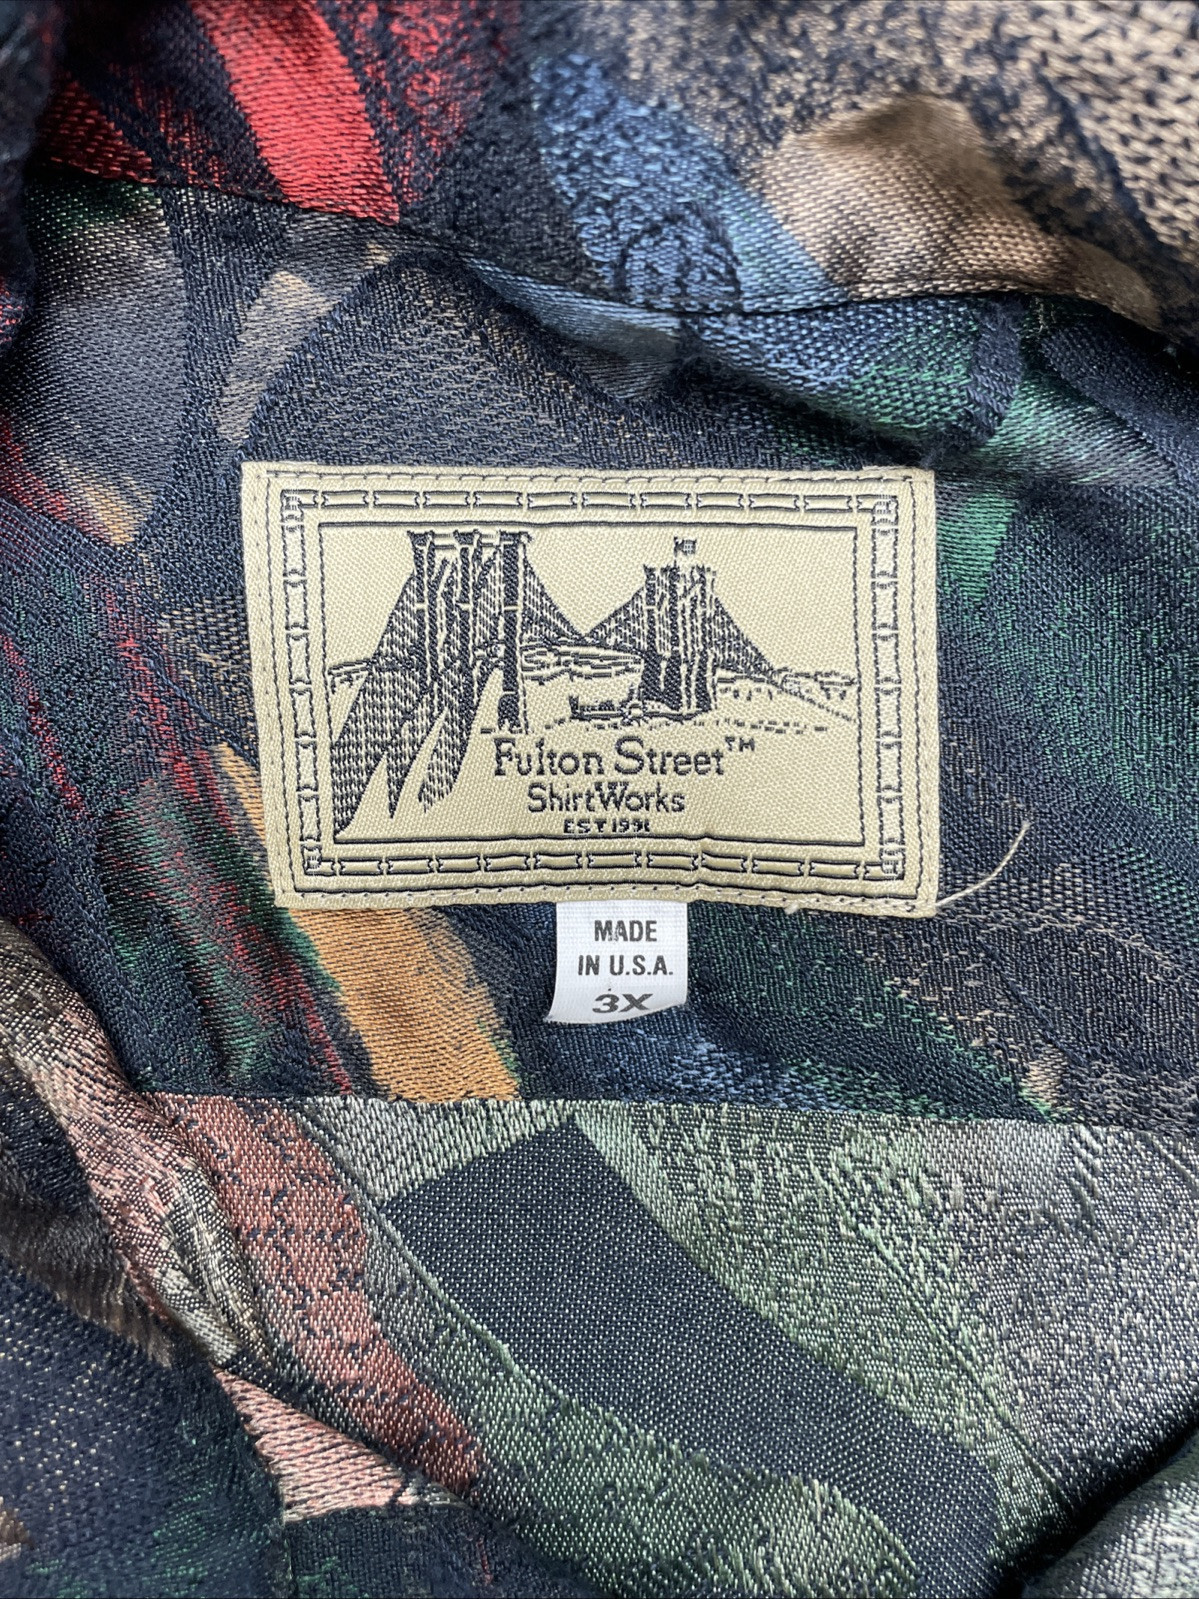 Fulton Street™
ShirtWorks
EST 1991
MADE
IN U.S.A.
3X